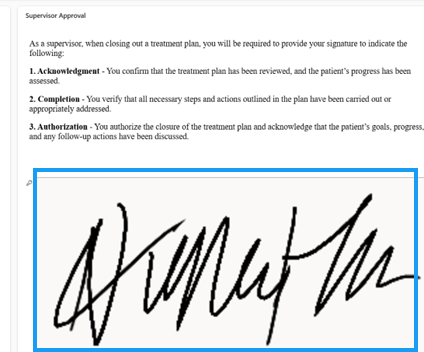 Supervisor Approval
As a supervisor, when closing out a treatment plan, you will be required to provide your signature to indicate the
following:
1. Acknowledgment - You confirm that the treatment plan has been reviewed, and the patient's progress has been
assessed.
2. Completion - You verify that all necessary steps and actions outlined in the plan have been carried out or
appropriately addressed.
3. Authorization - You authorize the closure of the treatment plan and acknowledge that the patient's goals, progress,
and any follow-up actions have been discussed.